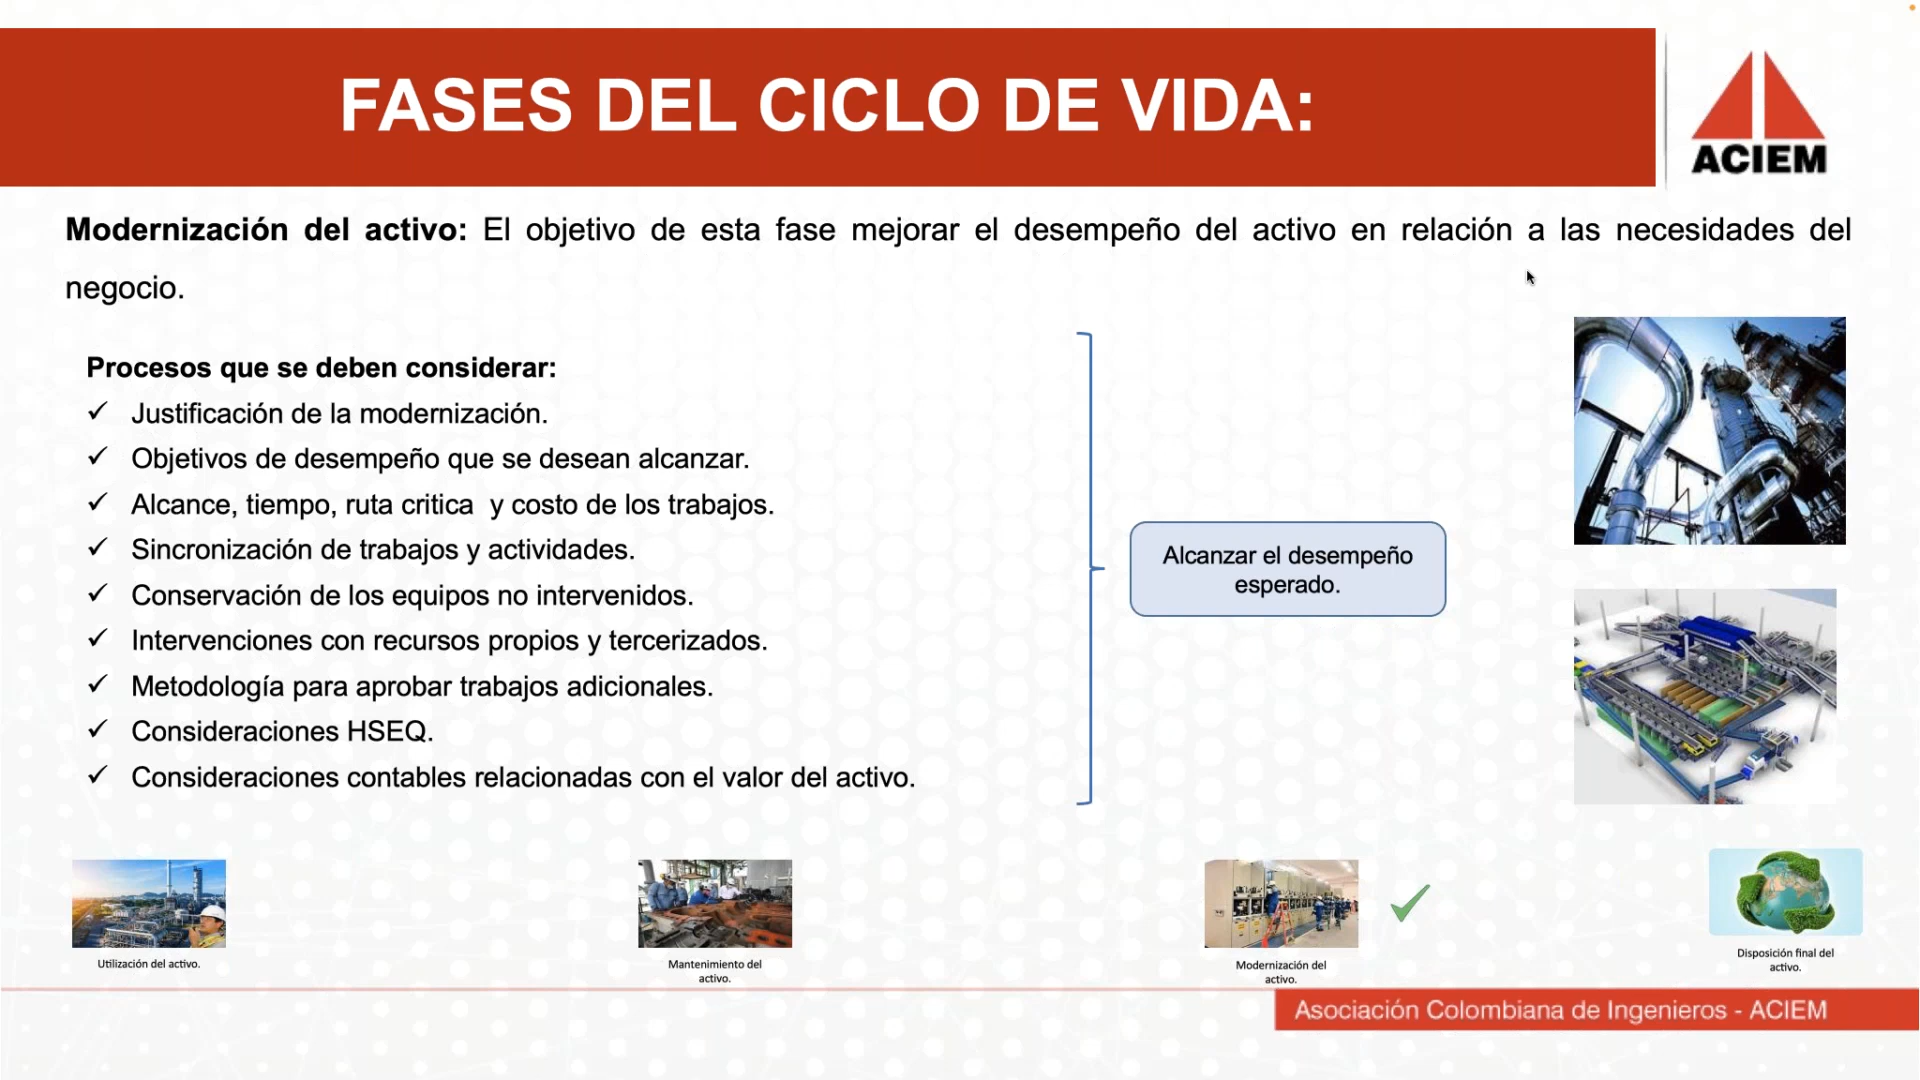 FASES DEL CICLO DE VIDA:
ACIEM
Modernización del activo: El objetivo de esta fase mejorar el desempeño del activo en relación a las necesidades del
negocio.
Procesos que se deben considerar:
✓ Justificación de la modernización.
✓ Objetivos de desempeño que se desean alcanzar.
✓ Alcance, tiempo, ruta critica y costo de los trabajos.
✓ Sincronización de trabajos y actividades.
✓ Conservación de los equipos no intervenidos.
✓ Intervenciones con recursos propios y tercerizados.
✓ Metodología para aprobar trabajos adicionales.
✓ Consideraciones HSEQ.
✓ Consideraciones contables relacionadas con el valor del activo.
Alcanzar el desempeño
esperado.
Utilización del activo.
Mantenimiento del
activo.
Modernización del
activo.
Disposición final del
activo.
Asociación Colombiana de Ingenieros - ACIEM